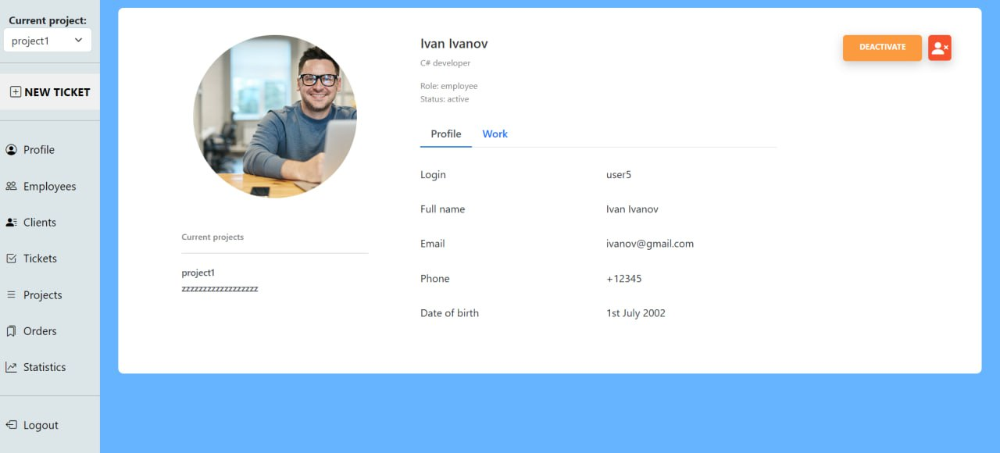 Current project:
project1
NEW TICKET
Profile
Employees
Clients
Tickets
Projects
Orders
Statistics
Logout
Current projects
project1
zzzzzzzzzzzzzzzzzz
Ivan Ivanov
C# developer
Role: employee
Status: active
DEACTIVATE
Profile Work
Login user5
Full name Ivan Ivanov
Email ivanov@gmail.com
Phone +12345
Date of birth 1st July 2002